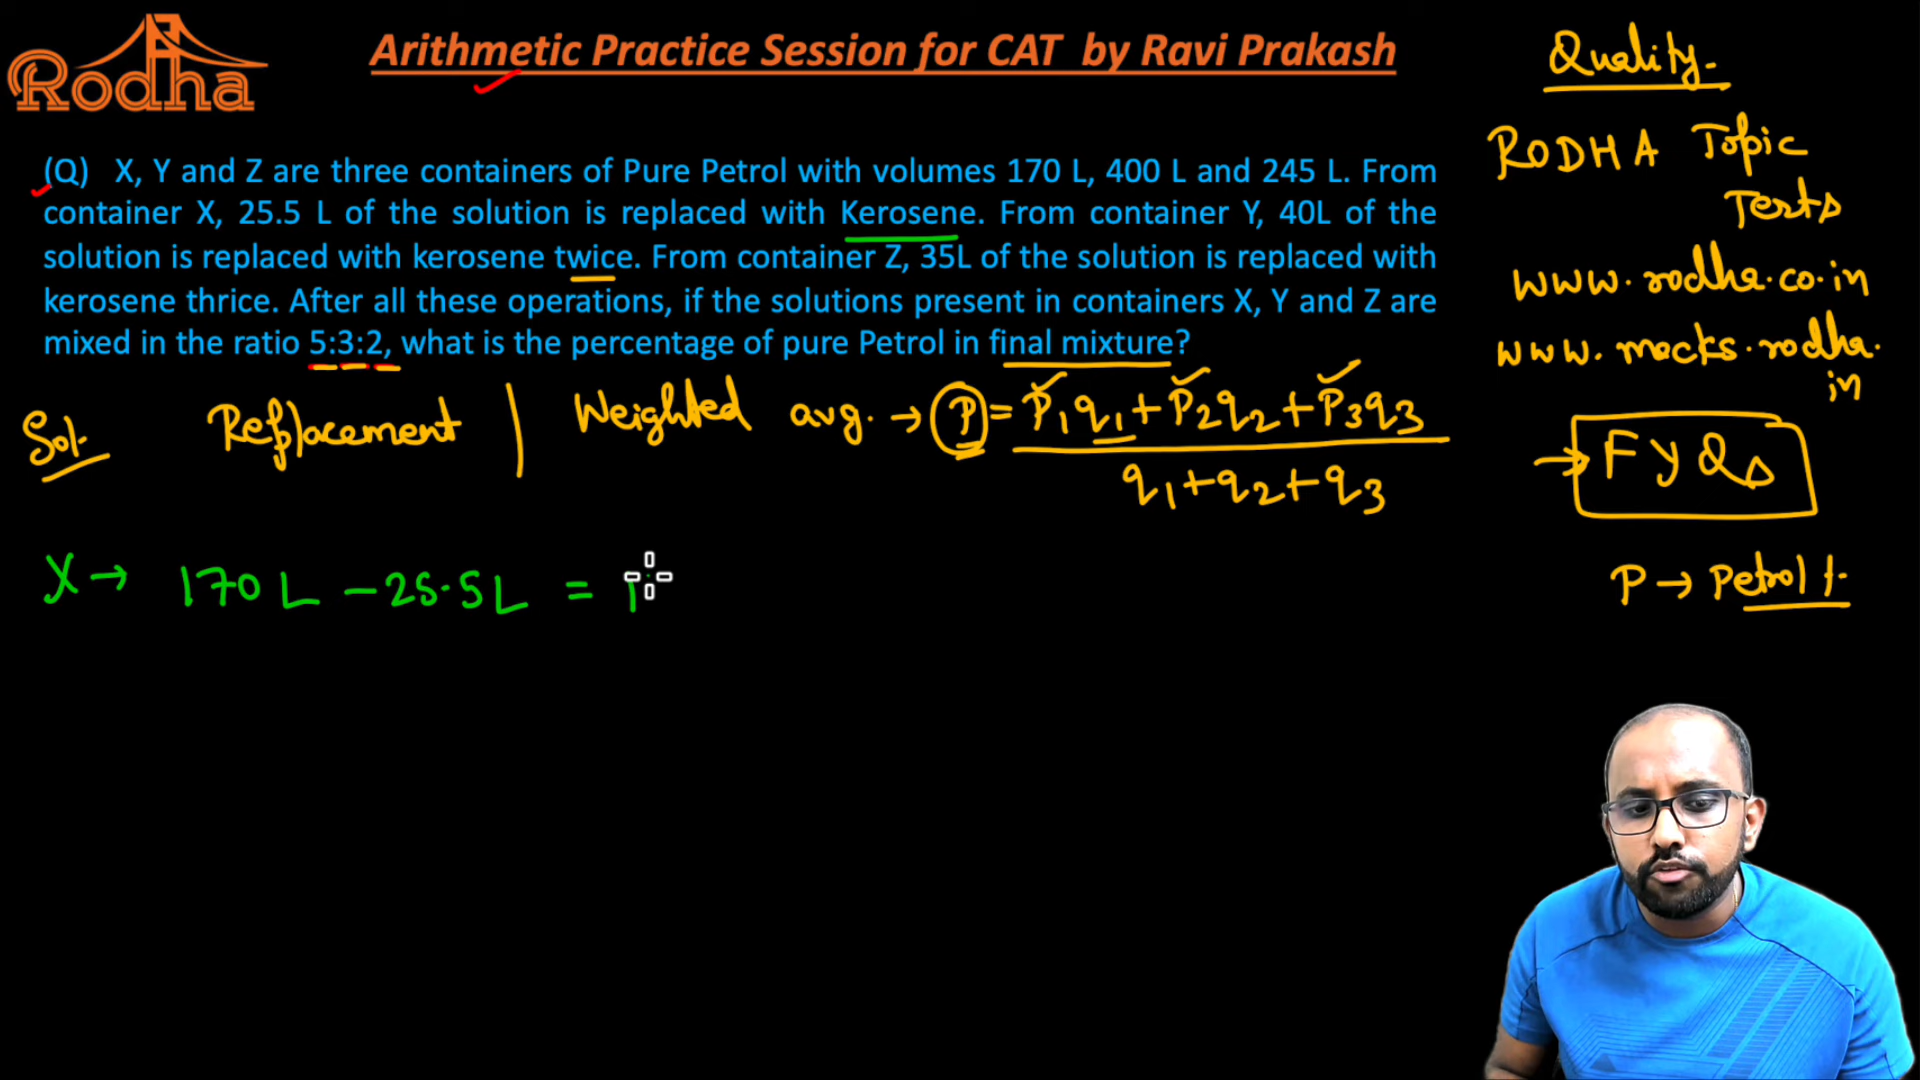 Rodha
Arithmetic Practice Session for CAT by Ravi Prakash
Quality.
RODHA Topic
Tests
www.rodha.co.in
www.mocks.rodha.
in
(Q) X, Y and Z are three containers of Pure Petrol with volumes 170 L, 400 L and 245 L. From
container X, 25.5 L of the solution is replaced with Kerosene. From container Y, 40L of the
solution is replaced with kerosene twice. From container Z, 35L of the solution is replaced with
kerosene thrice. After all these operations, if the solutions present in containers X, Y and Z are
mixed in the ratio 5:3:2, what is the percentage of pure Petrol in final mixture?
Sol. Replacement | Weighted avg. → P = P1q1+P2q2+P3q3
q1+q2+q3
→ FYQs
X → 170 L - 25.5 L = 1
P → Petrol %.